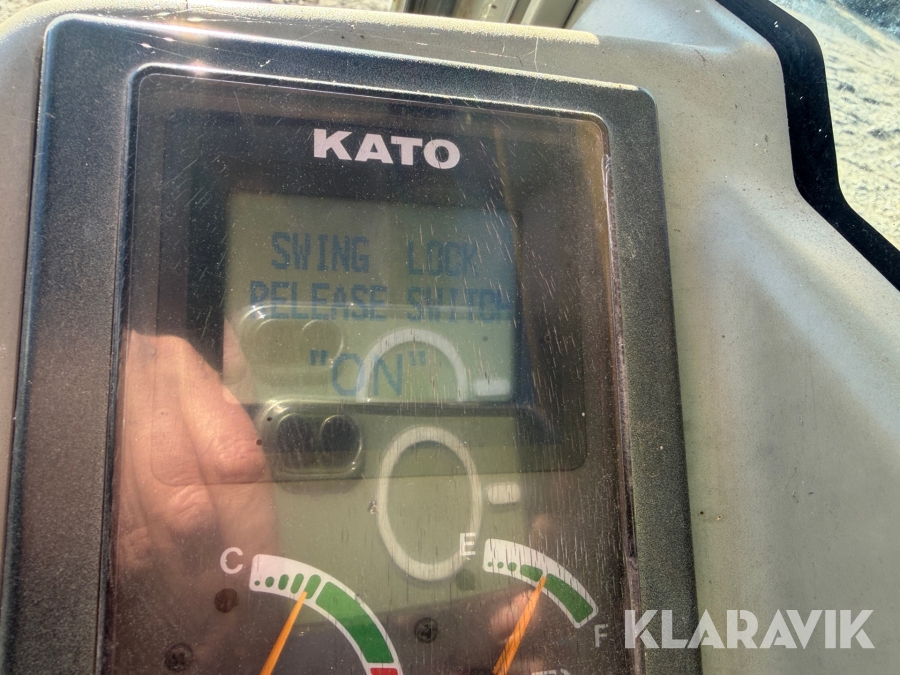 KATO
SWING LOCK
RELEASE SWITCH
"ON"
C
E
F
KLARAVIK